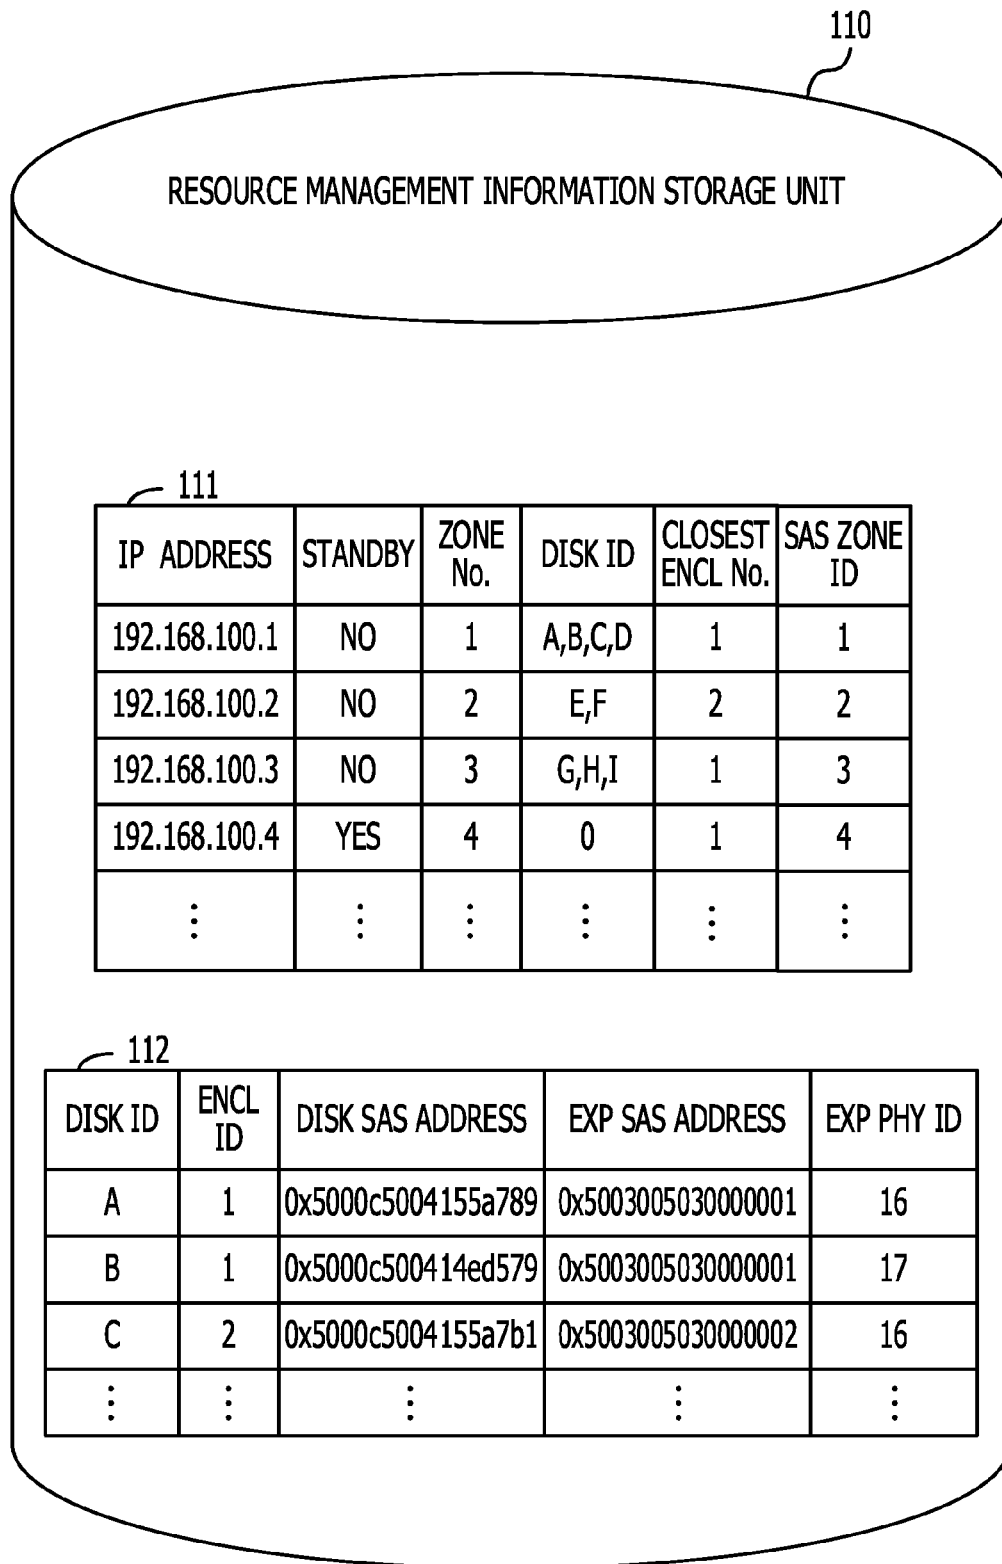 110
RESOURCE MANAGEMENT INFORMATION STORAGE UNIT
111
IP ADDRESS STANDBY ZONE No. DISK ID CLOSEST ENCL No. SAS ZONE ID
192.168.100.1 NO 1 A,B,C,D 1 1
192.168.100.2 NO 2 E,F 2 2
192.168.100.3 NO 3 G,H,I 1 3
192.168.100.4 YES 4 0 1 4
⋮ ⋮ ⋮ ⋮ ⋮ ⋮
112
DISK ID ENCL ID DISK SAS ADDRESS EXP SAS ADDRESS EXP PHY ID
A 1 0x5000c5004155a789 0x5003005030000001 16
B 1 0x5000c500414ed579 0x5003005030000001 17
C 2 0x5000c5004155a7b1 0x5003005030000002 16
⋮ ⋮ ⋮ ⋮ ⋮